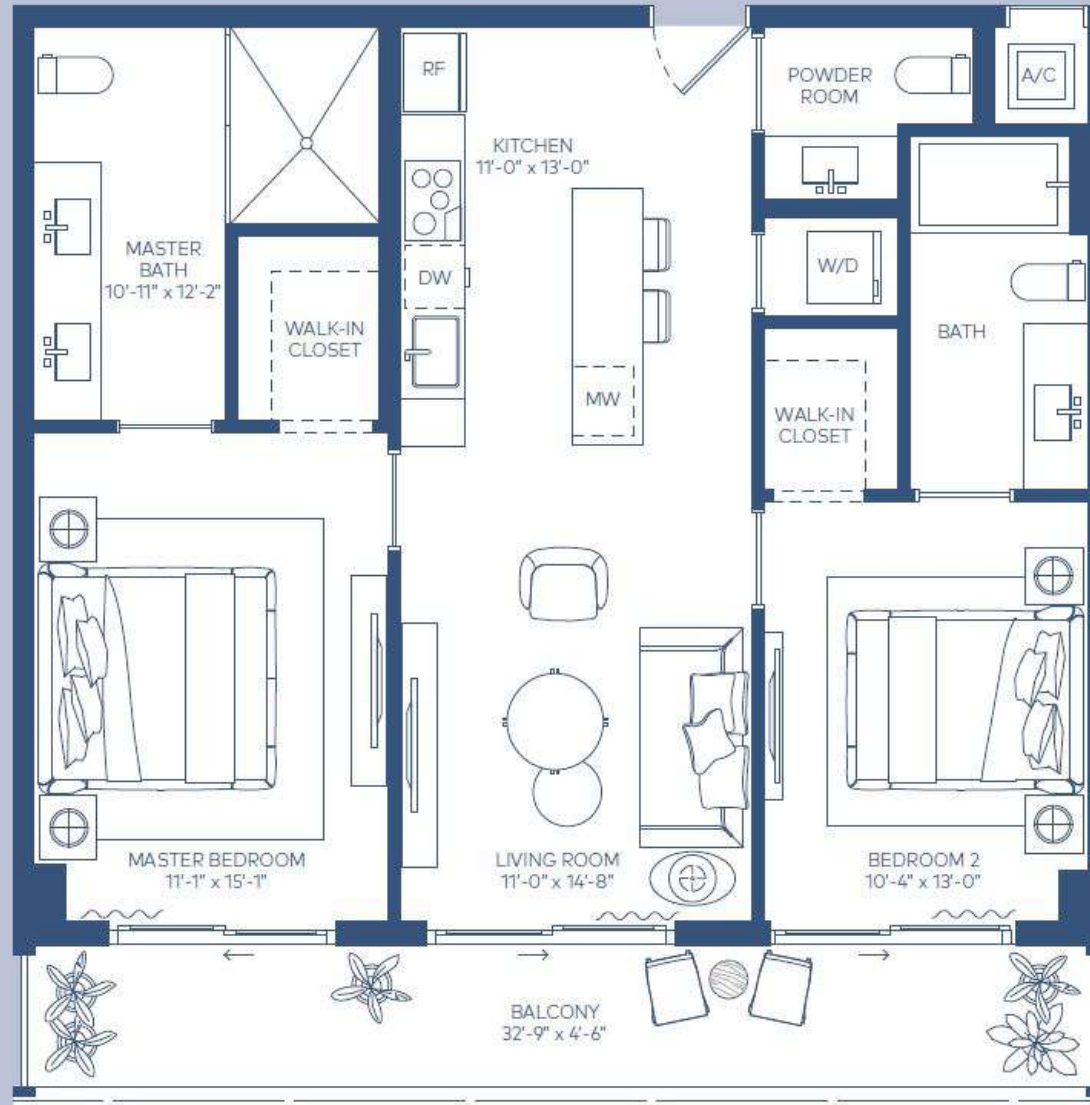 RF
POWDER
ROOM
A/C
KITCHEN
11'-0" x 13'-0"
MASTER
BATH
10'-11" x 12'-2"
DW
W/D
WALK-IN
CLOSET
BATH
MW
WALK-IN
CLOSET
MASTER BEDROOM
11'-1" x 15'-1"
LIVING ROOM
11'-0" x 14'-8"
BEDROOM 2
10'-4" x 13'-0"
BALCONY
32'-9" x 4'-6"